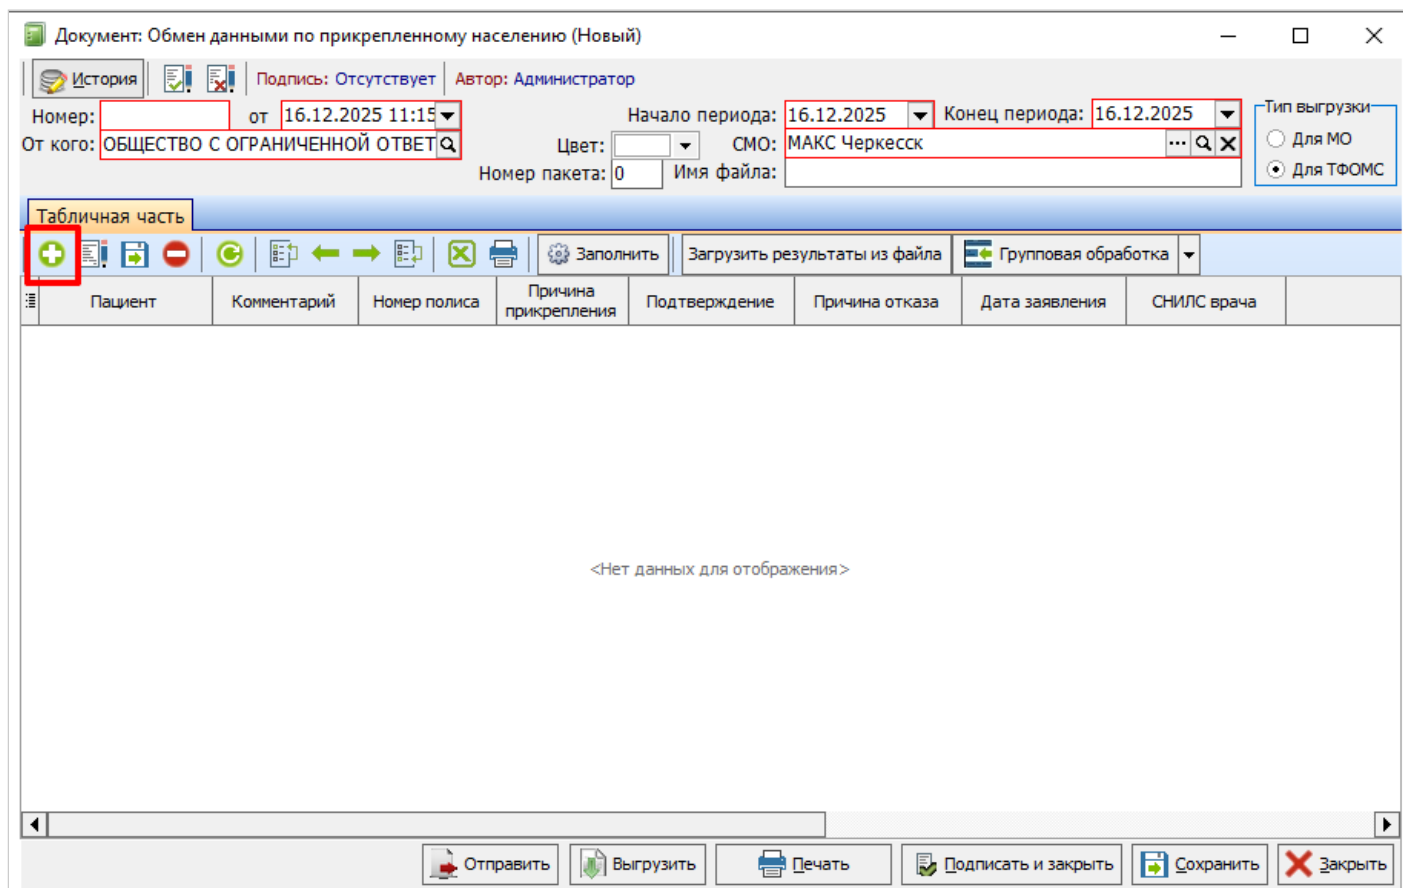 Документ: Обмен данными по прикрепленному населению (Новый)
История Подпись: Отсутствует Автор: Администратор
Номер: от 16.12.2025 11:15 Начало периода: 16.12.2025 Конец периода: 16.12.2025 Тип выгрузки
От кого: ОБЩЕСТВО С ОГРАНИЧЕННОЙ ОТВЕТ Цвет: СМО: МАКС Черкесск ... Для МО
Номер пакета: 0 Имя файла: Для ТФОМС
Табличная часть
Заполнить Загрузить результаты из файла Групповая обработка
Пациент Комментарий Номер полиса Причина прикрепления Подтверждение Причина отказа Дата заявления СНИЛС врача
<Нет данных для отображения>
Отправить Выгрузить Печать Подписать и закрыть Сохранить Закрыть